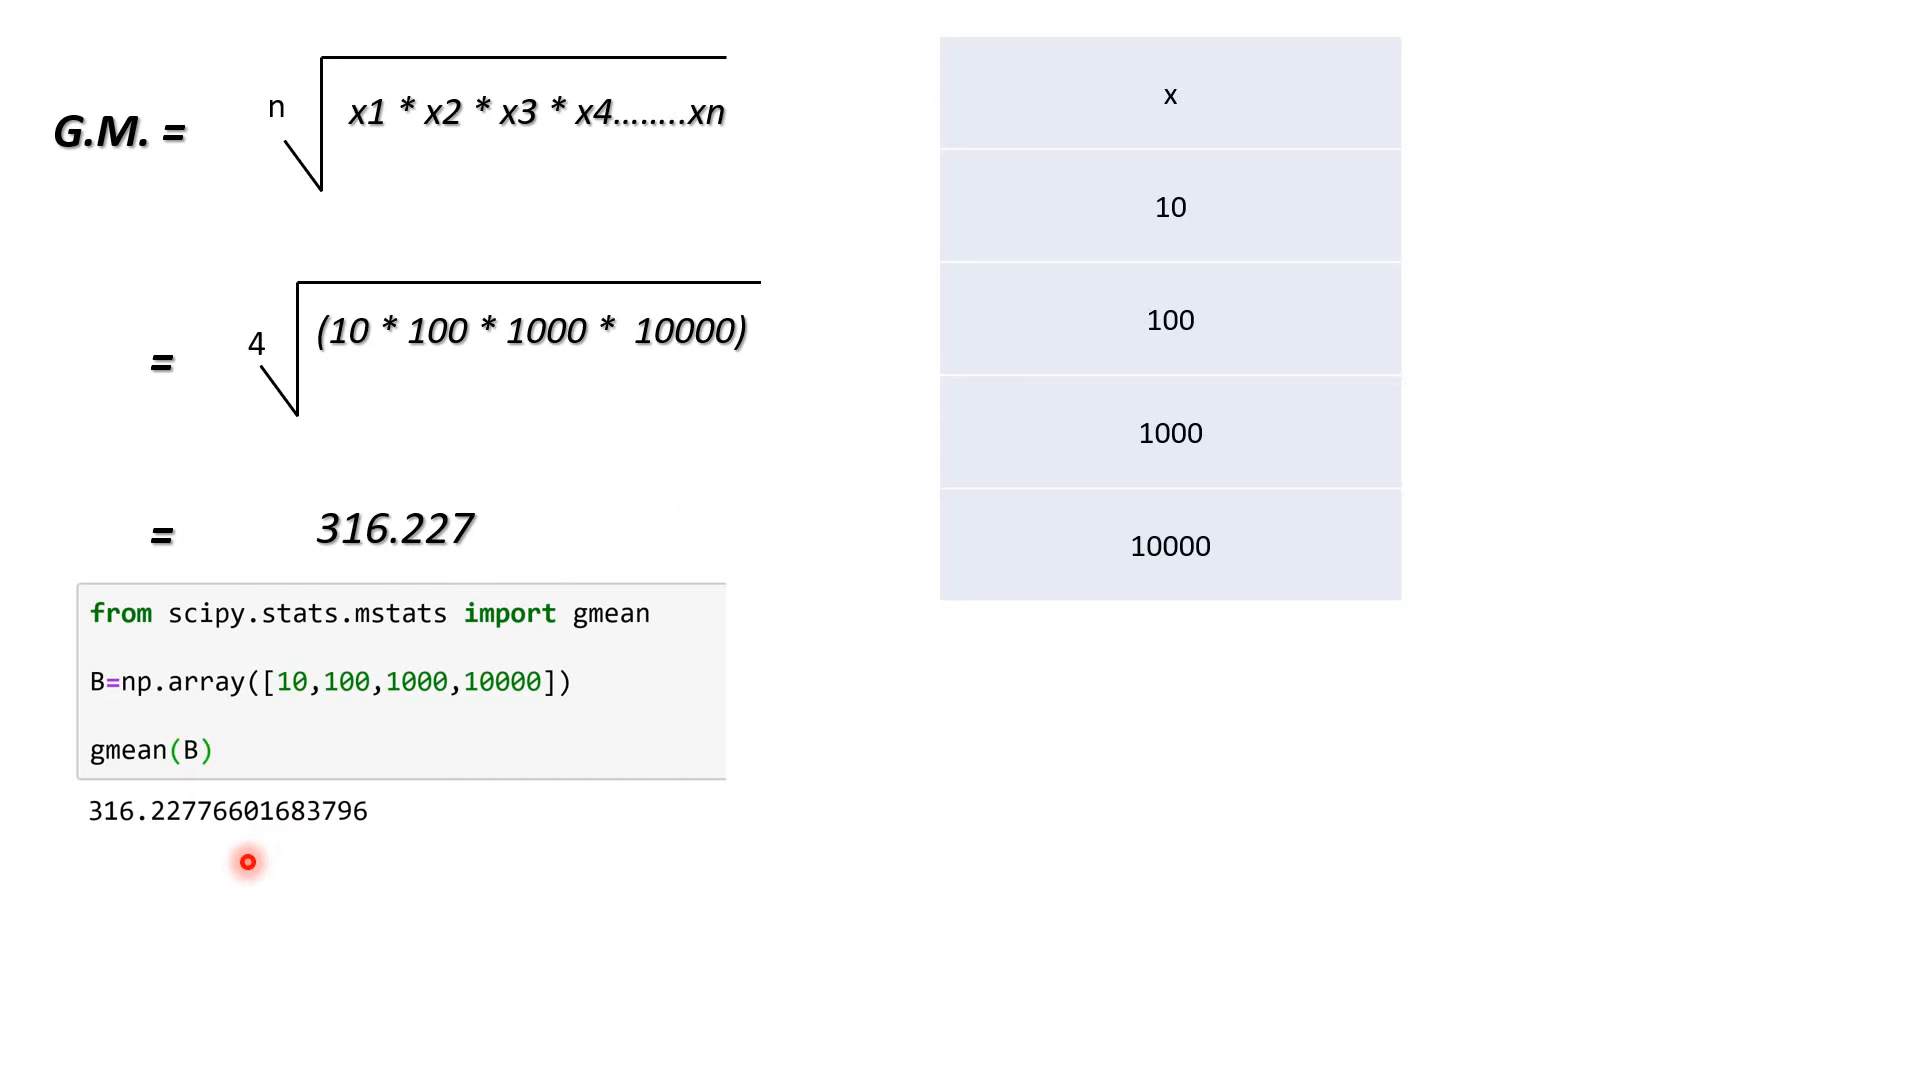 G.M. =
n
x1 * x2 * x3 * x4........xn
=
4
(10 * 100 * 1000 * 10000)
=
316.227
from scipy.stats.mstats import gmean
B=np.array([10,100,1000,10000])
gmean(B)
316.22776601683796
x
10
100
1000
10000